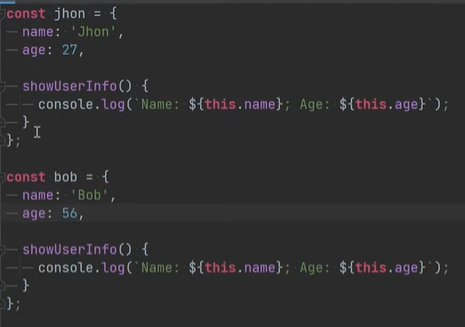 const jhon = {
name: 'Jhon',
age: 27,
showUserInfo() {
console.log(`Name: ${this.name}; Age: ${this.age}`);
}
};
const bob = {
name: 'Bob',
age: 56,
showUserInfo() {
console.log(`Name: ${this.name}; Age: ${this.age}`);
}
};